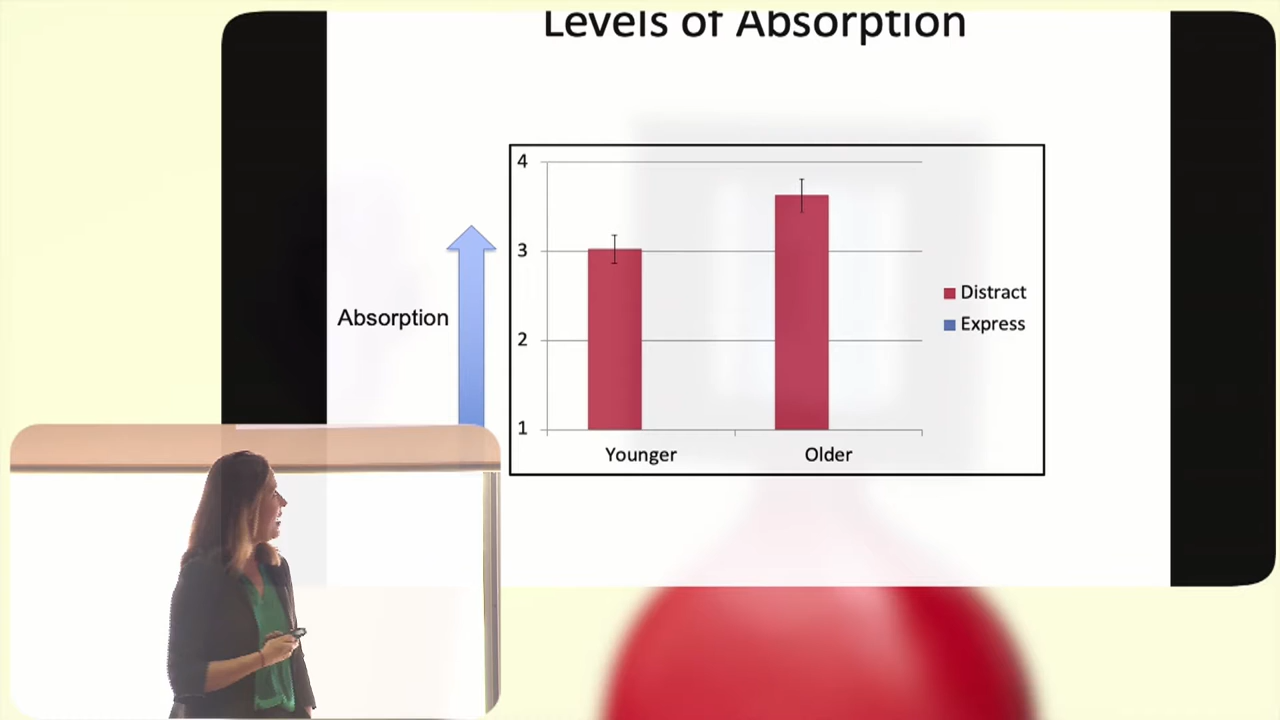 Levels of Absorption
4
3
2
1
Absorption
Distract
Express
Younger
Older